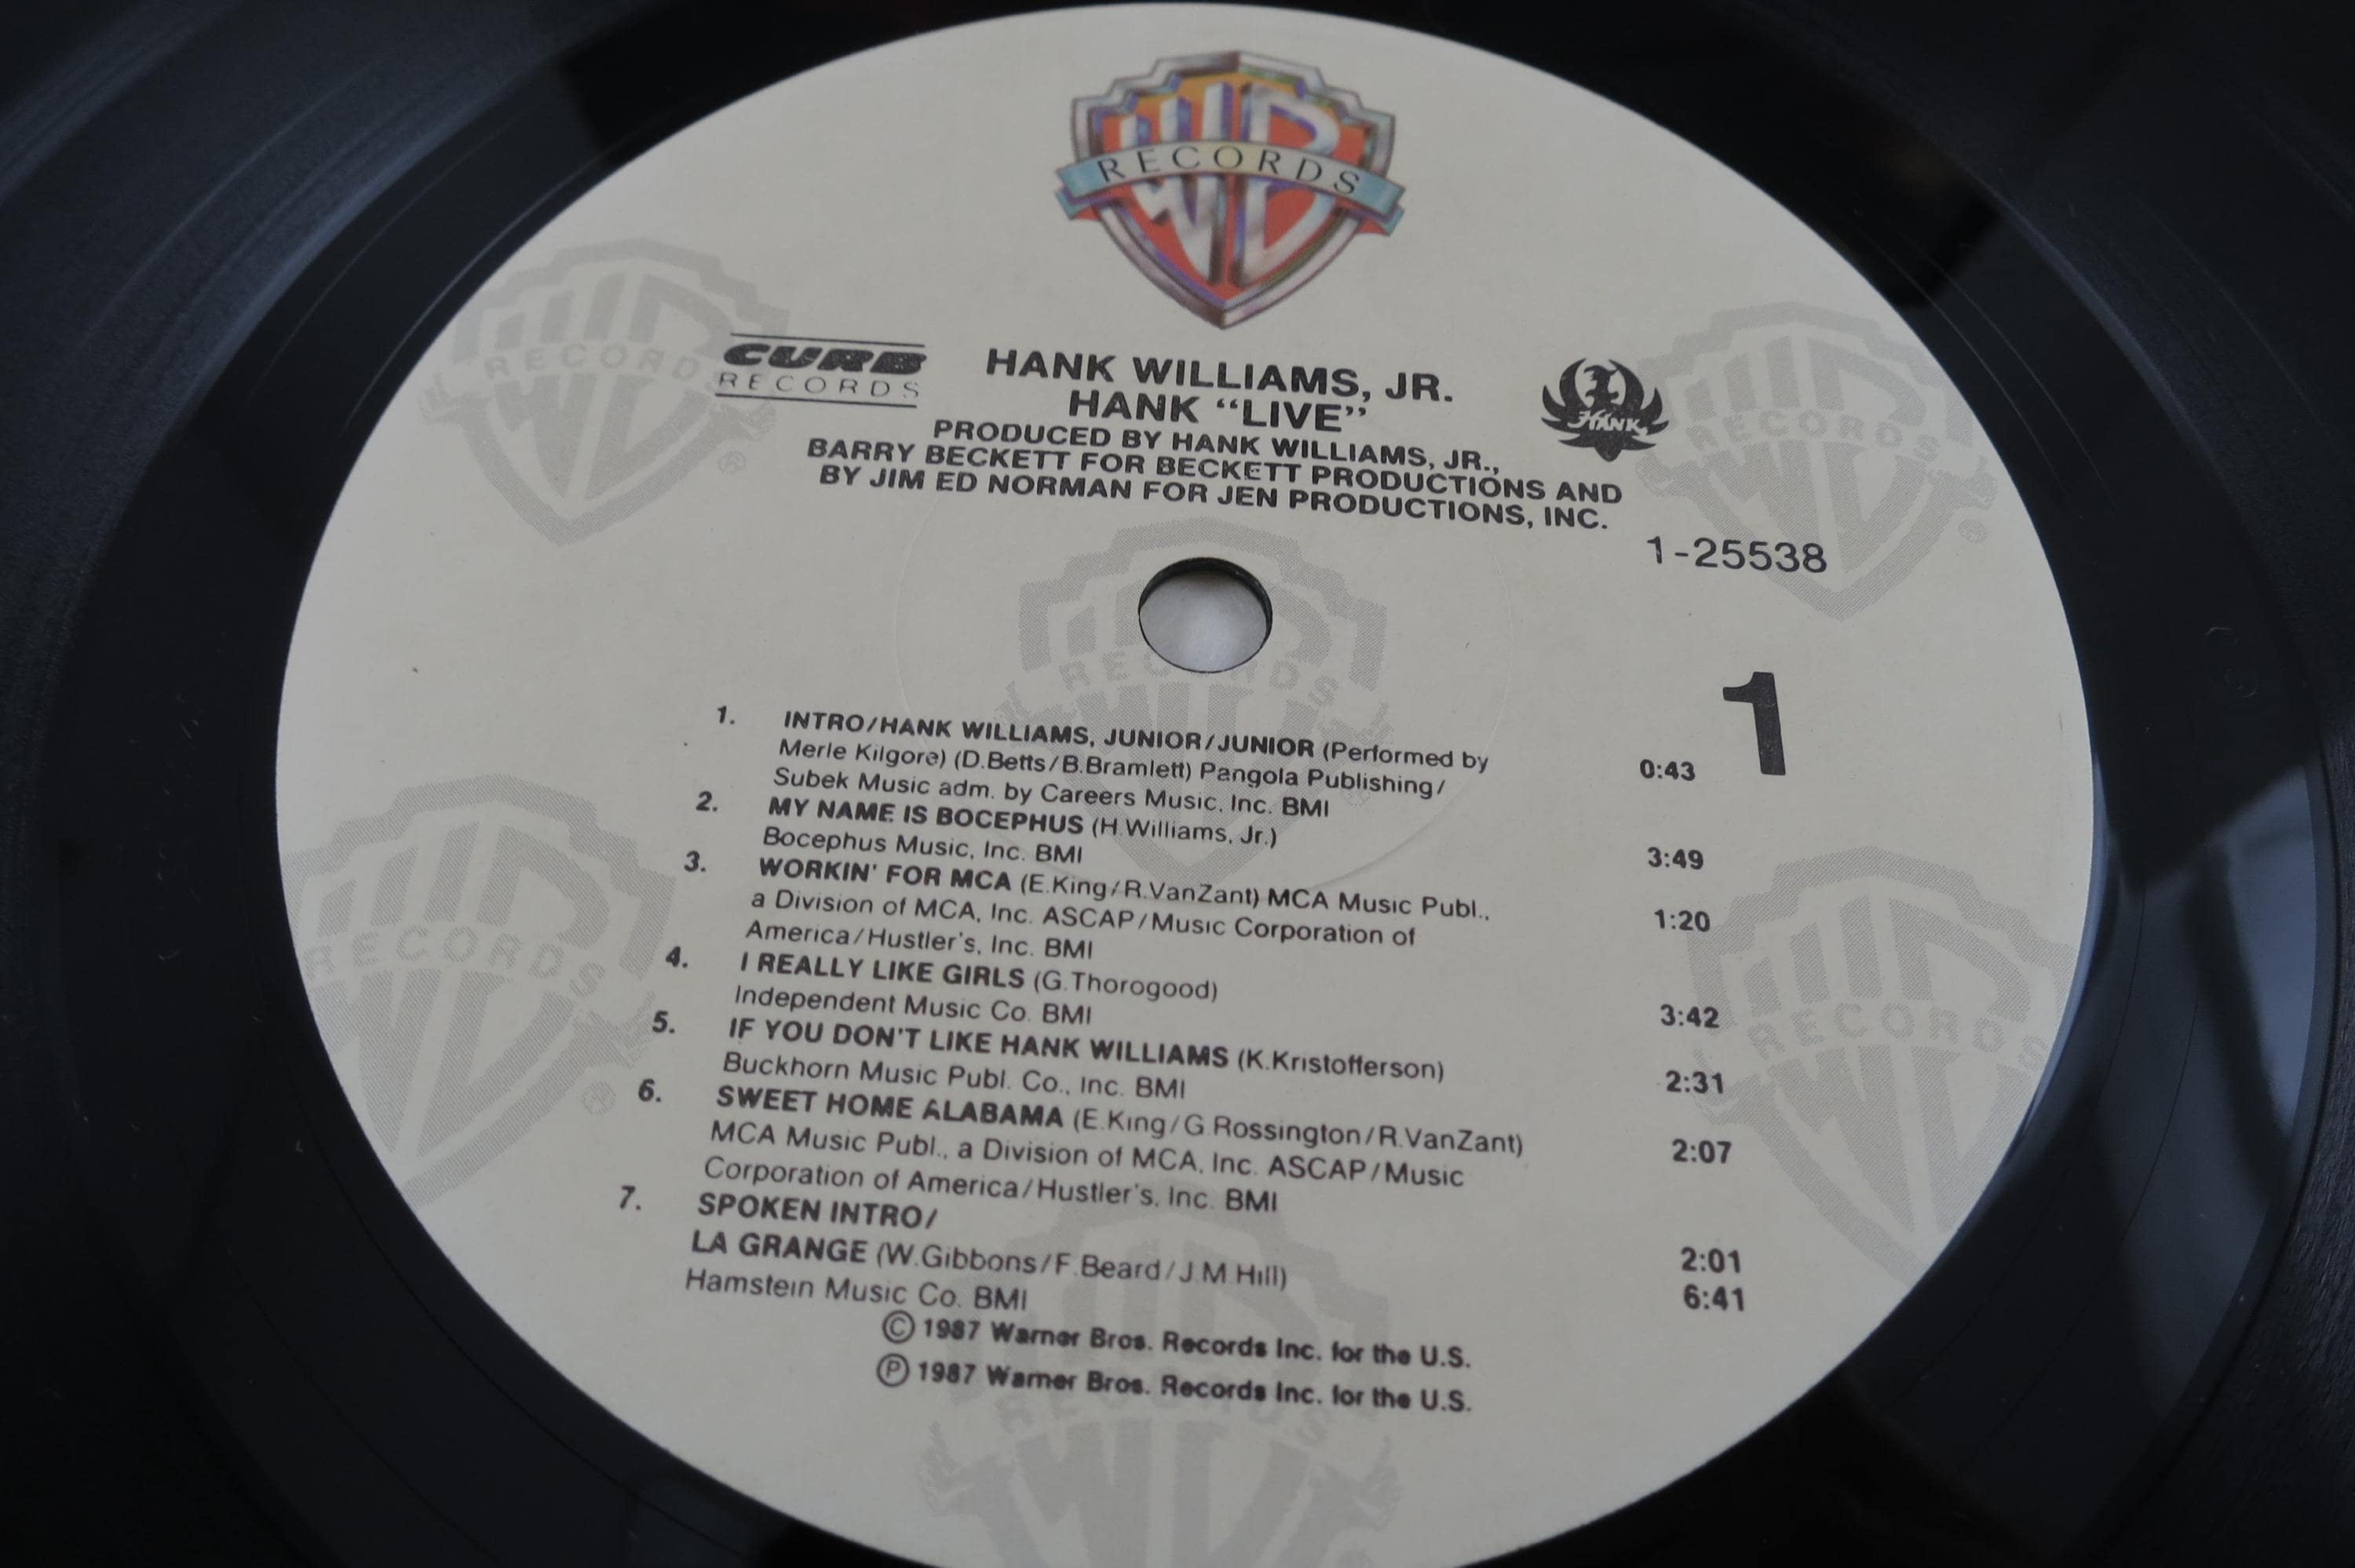 WB
RECORDS
CURB
RECORDS
HANK WILLIAMS, JR.
HANK “LIVE”
HANK
PRODUCED BY HANK WILLIAMS, JR.,
BARRY BECKETT FOR BECKETT PRODUCTIONS AND
BY JIM ED NORMAN FOR JEN PRODUCTIONS, INC.
1-25538
1
1. INTRO/HANK WILLIAMS, JUNIOR/JUNIOR (Performed by
Merle Kilgore) (D.Betts/B.Bramlett) Pangola Publishing/ 0:43
Subek Music adm. by Careers Music, Inc. BMI
2. MY NAME IS BOCEPHUS (H.Williams, Jr.)
Bocephus Music, Inc. BMI 3:49
3. WORKIN' FOR MCA (E.King/R.VanZant) MCA Music Publ.,
a Division of MCA, Inc. ASCAP/Music Corporation of 1:20
America/Hustler's, Inc. BMI
4. I REALLY LIKE GIRLS (G.Thorogood)
Independent Music Co. BMI 3:42
5. IF YOU DON'T LIKE HANK WILLIAMS (K.Kristofferson)
Buckhorn Music Publ. Co., Inc. BMI 2:31
6. SWEET HOME ALABAMA (E.King/G.Rossington/R.VanZant)
MCA Music Publ., a Division of MCA, Inc. ASCAP/Music 2:07
Corporation of America/Hustler's, Inc. BMI
7. SPOKEN INTRO/ 2:01
LA GRANGE (W.Gibbons/F.Beard/J.M.Hill) 6:41
Hamstein Music Co. BMI
Ⓒ 1987 Warner Bros. Records Inc. for the U.S.
Ⓟ 1987 Warner Bros. Records Inc. for the U.S.